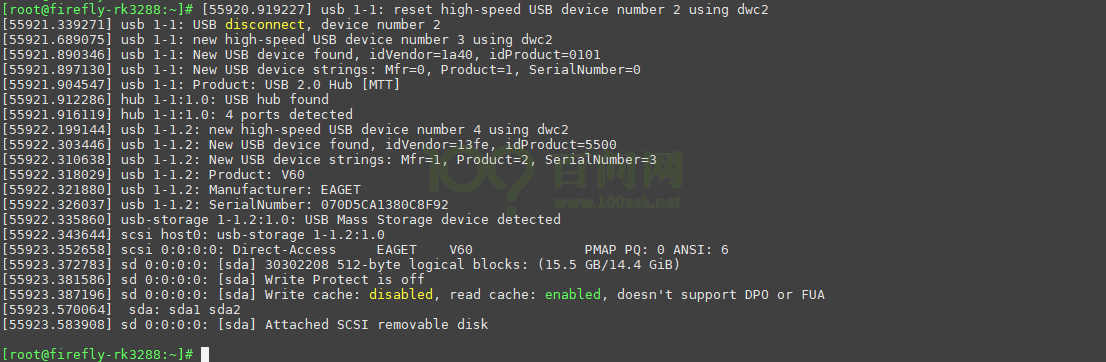 [root@firefly-rk3288:~]# [55920.919227] usb 1-1: reset high-speed USB device number 2 using dwc2
[55921.339271] usb 1-1: USB disconnect, device number 2
[55921.689075] usb 1-1: new high-speed USB device number 3 using dwc2
[55921.890346] usb 1-1: New USB device found, idVendor=1a40, idProduct=0101
[55921.897130] usb 1-1: New USB device strings: Mfr=0, Product=1, SerialNumber=0
[55921.904547] usb 1-1: Product: USB 2.0 Hub [MTT]
[55921.912286] hub 1-1:1.0: USB hub found
[55921.916119] hub 1-1:1.0: 4 ports detected
[55922.199144] usb 1-1.2: new high-speed USB device number 4 using dwc2
[55922.303446] usb 1-1.2: New USB device found, idVendor=13fe, idProduct=5500
[55922.310638] usb 1-1.2: New USB device strings: Mfr=1, Product=2, SerialNumber=3
[55922.318029] usb 1-1.2: Product: V60
[55922.321880] usb 1-1.2: Manufacturer: EAGET
[55922.326037] usb 1-1.2: SerialNumber: 070D5CA1380C8F92
[55922.335860] usb-storage 1-1.2:1.0: USB Mass Storage device detected
[55922.343644] scsi host0: usb-storage 1-1.2:1.0
[55923.352658] scsi 0:0:0:0: Direct-Access     EAGET    V60              PMAP PQ: 0 ANSI: 6
[55923.372783] sd 0:0:0:0: [sda] 30302208 512-byte logical blocks: (15.5 GB/14.4 GiB)
[55923.381586] sd 0:0:0:0: [sda] Write Protect is off
[55923.387196] sd 0:0:0:0: [sda] Write cache: disabled, read cache: enabled, doesn't support DPO or FUA
[55923.570064]  sda: sda1 sda2
[55923.583908] sd 0:0:0:0: [sda] Attached SCSI removable disk
[root@firefly-rk3288:~]#
百问网
www.100ask.net